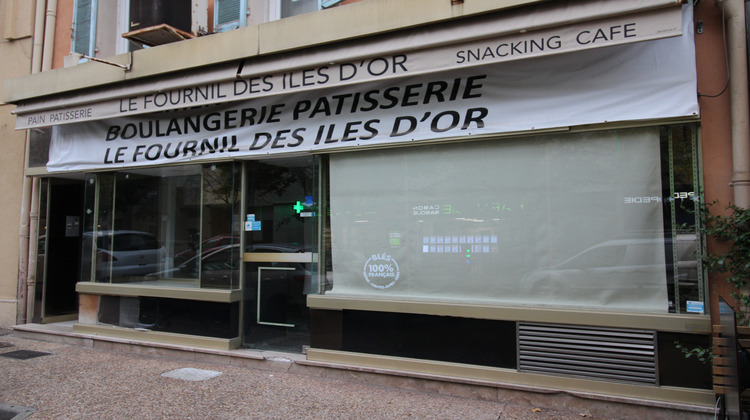 PAIN PATISSERIE LE FOURNIL DES ILES D'OR SNACKING CAFE
BOULANGERIE PATISSERIE
LE FOURNIL DES ILES D'OR
BLÉS
100%
FRANÇAIS